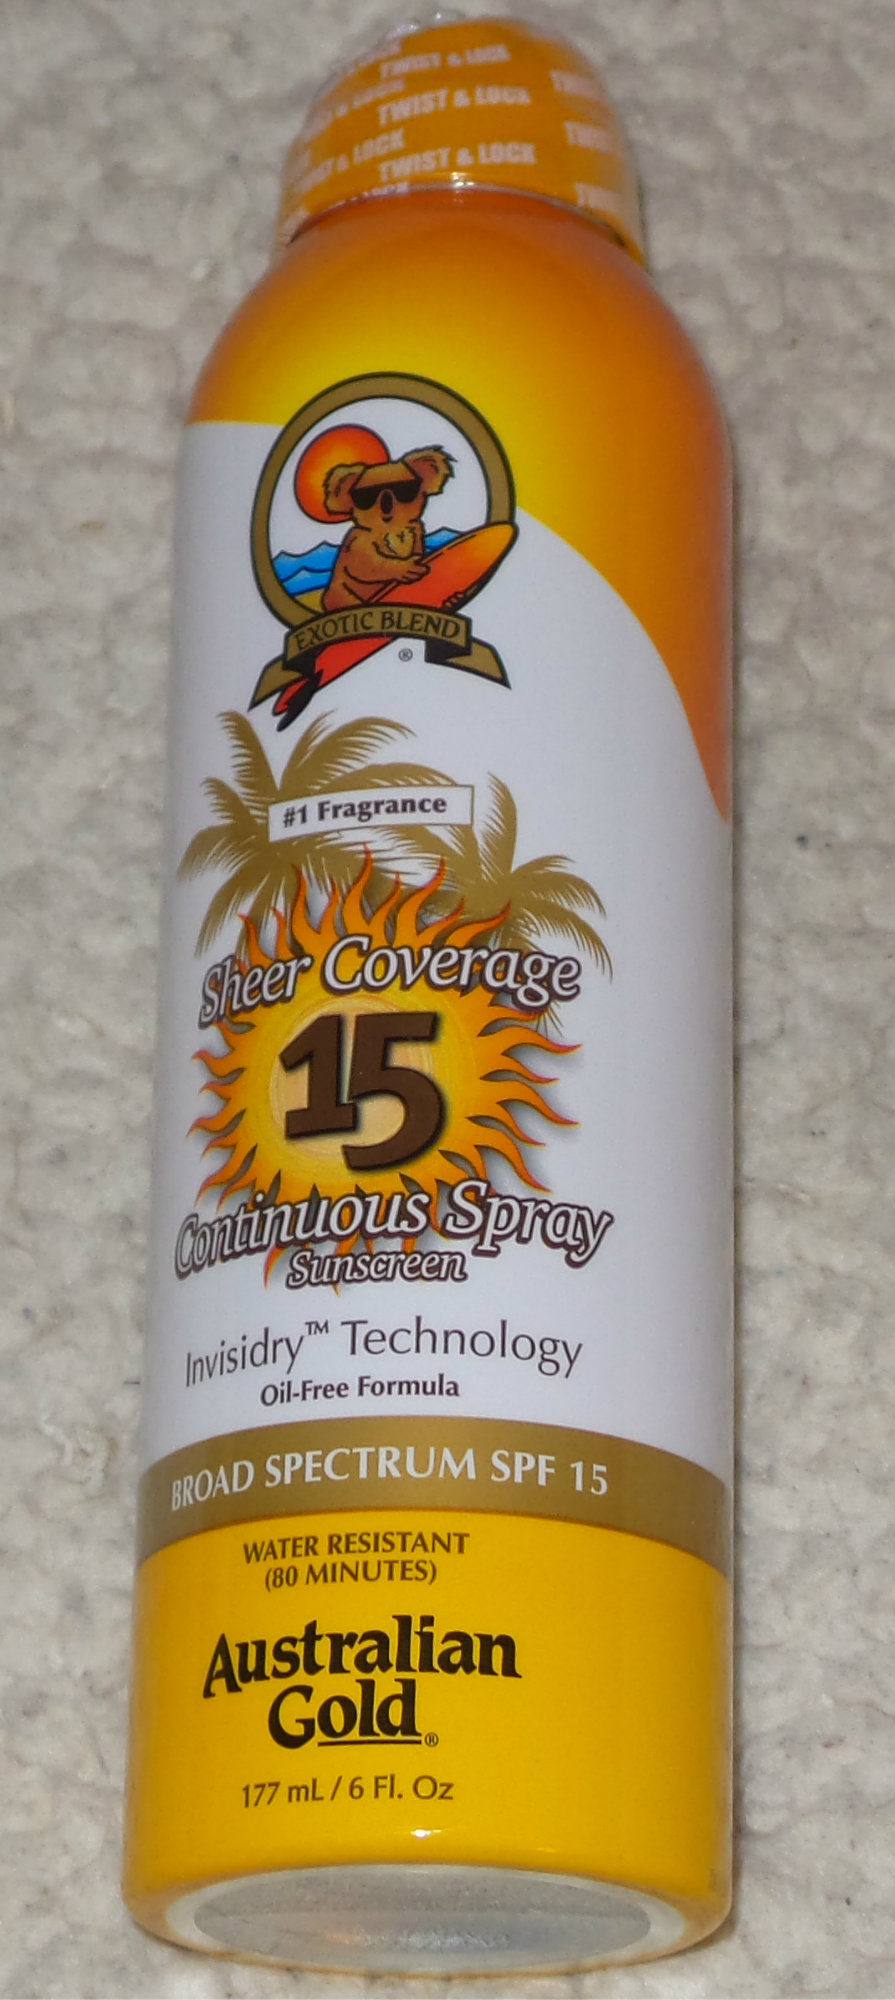 TWIST & LOCK
TWIST & LOCK
TWIST & LOCK
EXOTIC BLEND
®
#1 Fragrance
Sheer Coverage
15
Continuous Spray
Sunscreen
Invisidry™ Technology
Oil-Free Formula
BROAD SPECTRUM SPF 15
WATER RESISTANT
(80 MINUTES)
Australian
Gold®
177 mL / 6 Fl. Oz